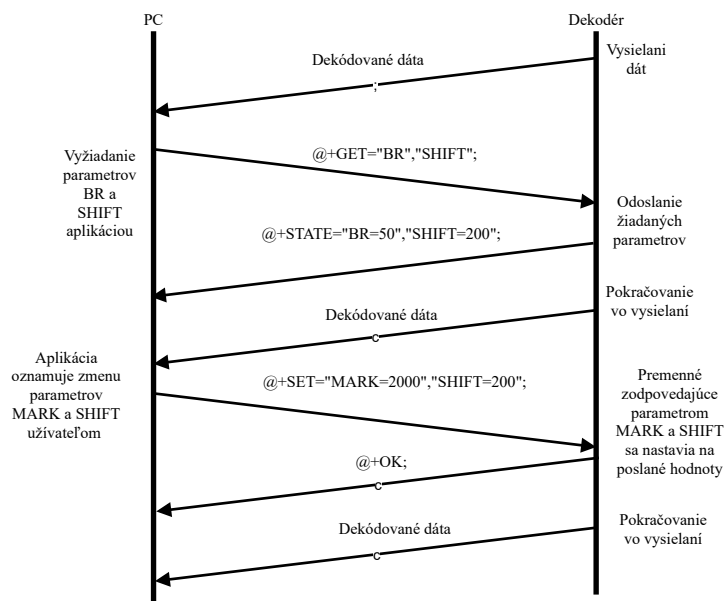 PC
Dekodér
Dekódované dáta
;
Vysielani
dát
Vyžiadanie
parametrov
BR a
SHIFT
aplikáciou
@+GET="BR","SHIFT";
Odoslanie
žiadaných
parametrov
@+STATE="BR=50","SHIFT=200";
Pokračovanie
vo vysielaní
Dekódované dáta
c
Aplikácia
oznamuje zmenu
parametrov
MARK a SHIFT
užívateľom
@+SET="MARK=2000","SHIFT=200";
Premenné
zodpovedajúce
parametrom
MARK a SHIFT
sa nastavia na
poslané hodnoty
@+OK;
c
Dekódované dáta
c
Pokračovanie
vo vysielaní